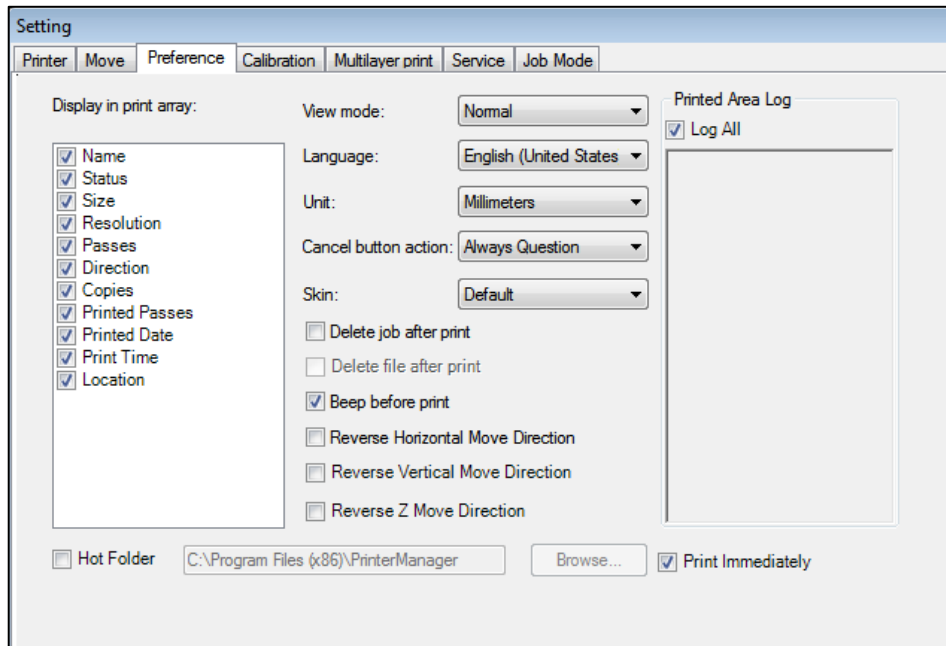 Setting
Printer Move Preference Calibration Multilayer print Service Job Mode
Display in print array:
Name
Status
Size
Resolution
Passes
Direction
Copies
Printed Passes
Printed Date
Print Time
Location
View mode: Normal
Language: English (United States
Unit: Millimeters
Cancel button action: Always Question
Skin: Default
Delete job after print
Delete file after print
Beep before print
Reverse Horizontal Move Direction
Reverse Vertical Move Direction
Reverse Z Move Direction
Printed Area Log
Log All
Hot Folder C:\Program Files (x86)\PrinterManager Browse... Print Immediately